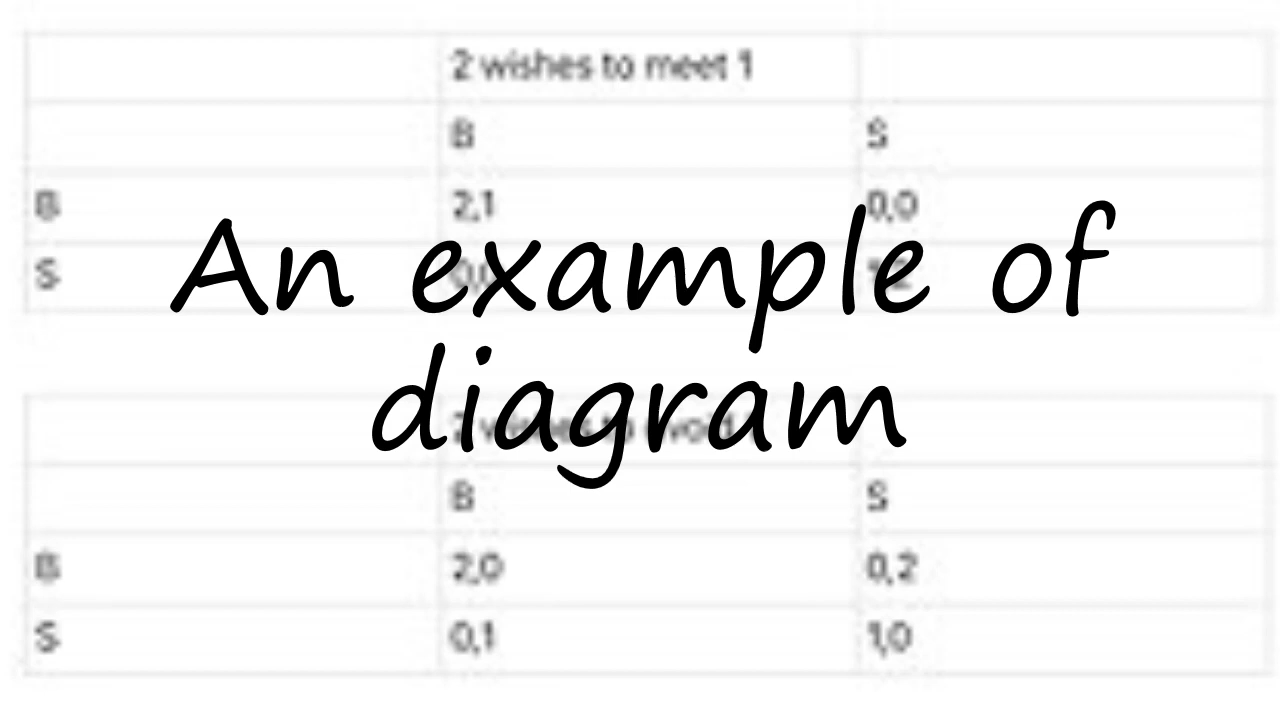 2 wishes to meet 1
B S
B 2,1 0,0
An example of
S
diagram
B S
B 2,0 0,2
S 0,1 1,0